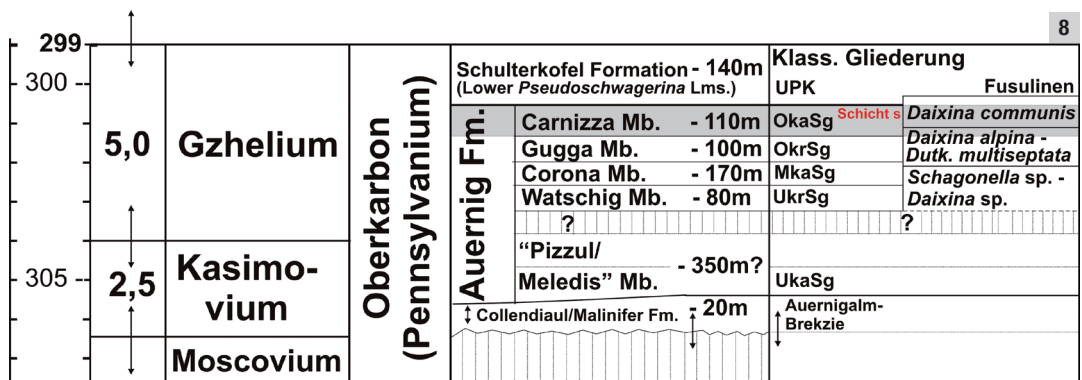 8
299
300
305
5,0
Gzhelium
2,5
Kasimo-
vium
Moscovium
Oberkarbon
(Pennsylvanium)
Schulterkofel Formation - 140m
(Lower Pseudoschwagerina Lms.)
Auernig Fm.
Carnizza Mb. - 110m
Gugga Mb. - 100m
Corona Mb. - 170m
Watschig Mb. - 80m
?
“Pizzul/
Meledis” Mb.
- 350m?
Collendiaul/Malinifer Fm. - 20m
Klass. Gliederung
UPK
Fusulinen
OkaSg
Schicht s
Daixina communis
OkrSg
Daixina alpina -
Dutk. multiseptata
MkaSg
Schagonella sp. -
UkrSg
Daixina sp.
?
UkaSg
Auernigalm-
Brekzie